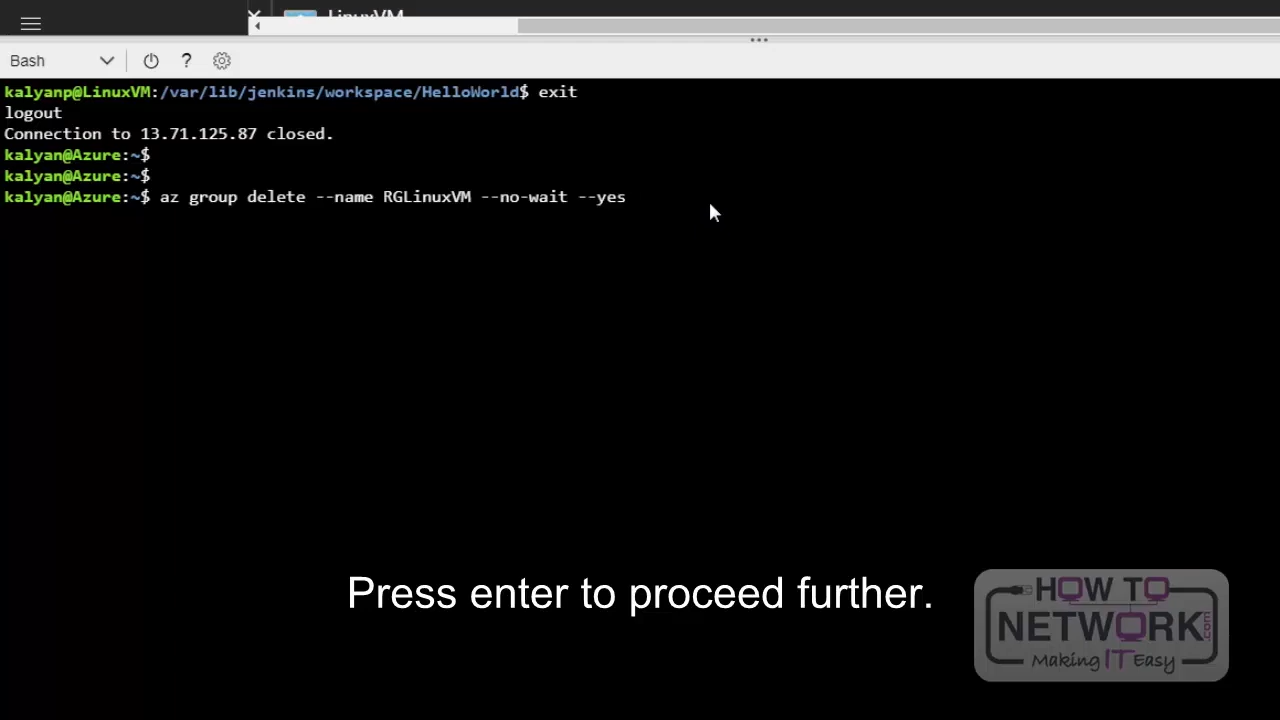 LinuxVM
Bash
?
kalyanp@LinuxVM:/var/lib/jenkins/workspace/HelloWorld$ exit
logout
Connection to 13.71.125.87 closed.
kalyan@Azure:~$
kalyan@Azure:~$
kalyan@Azure:~$ az group delete --name RGLinuxVM --no-wait --yes
Press enter to proceed further.
HOW TO
NETWORK.com
Making IT Easy